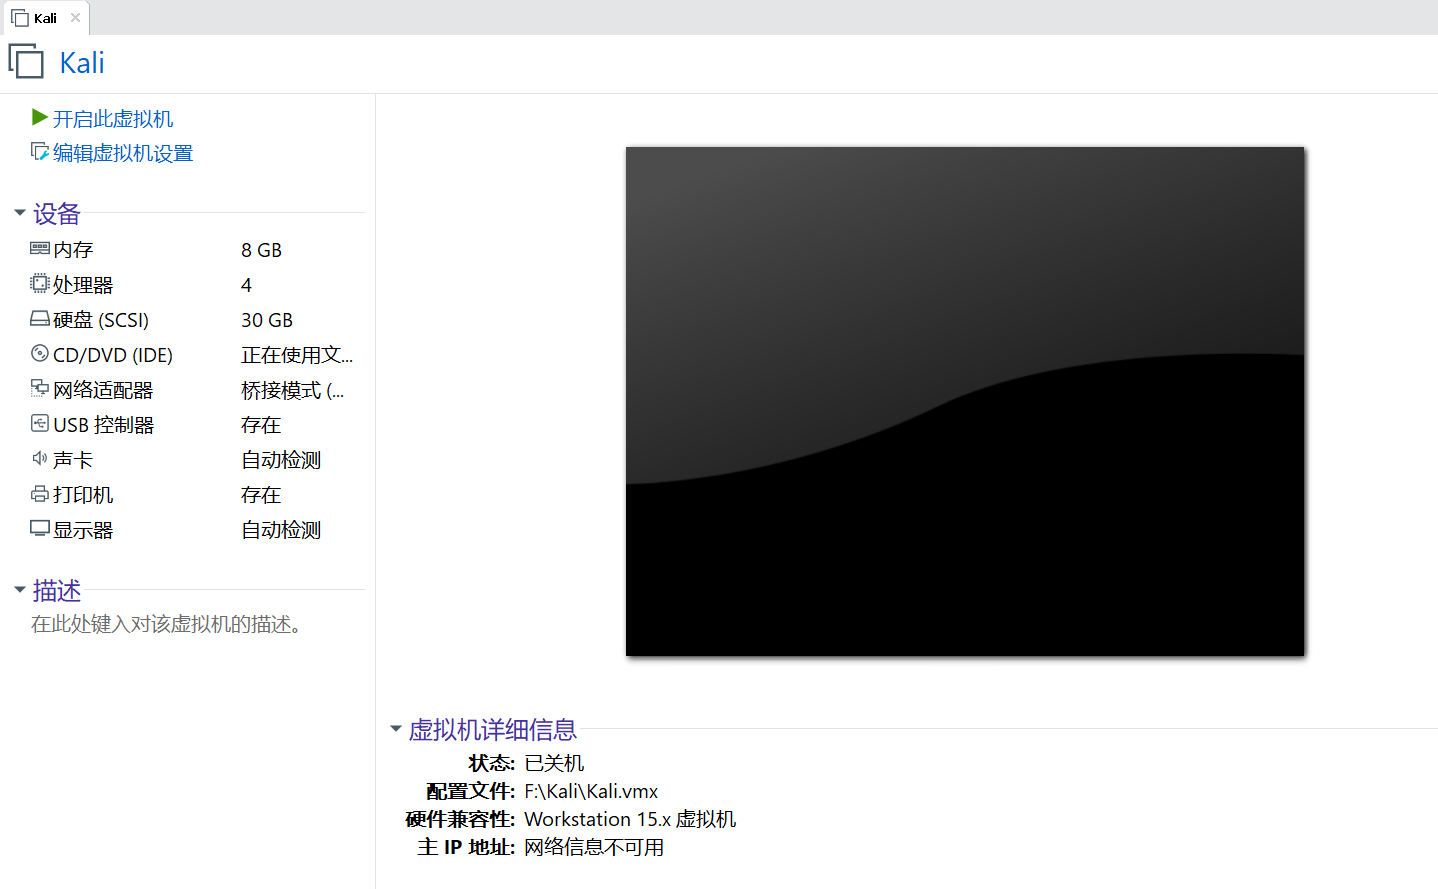 Kali
Kali
开启此虚拟机
编辑虚拟机设置
设备
内存 8 GB
处理器 4
硬盘 (SCSI) 30 GB
CD/DVD (IDE) 正在使用文...
网络适配器 桥接模式 (...
USB 控制器 存在
声卡 自动检测
打印机 存在
显示器 自动检测
描述
在此处键入对该虚拟机的描述。
虚拟机详细信息
状态: 已关机
配置文件: F:\Kali\Kali.vmx
硬件兼容性: Workstation 15.x 虚拟机
主 IP 地址: 网络信息不可用